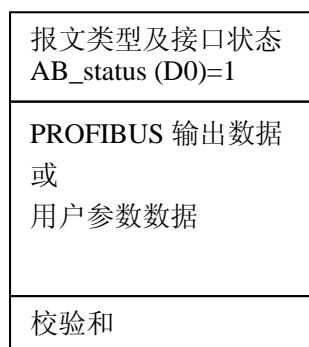 报文类型及接口状态
AB_status (D0)=1
PROFIBUS 输出数据
或
用户参数数据
校验和